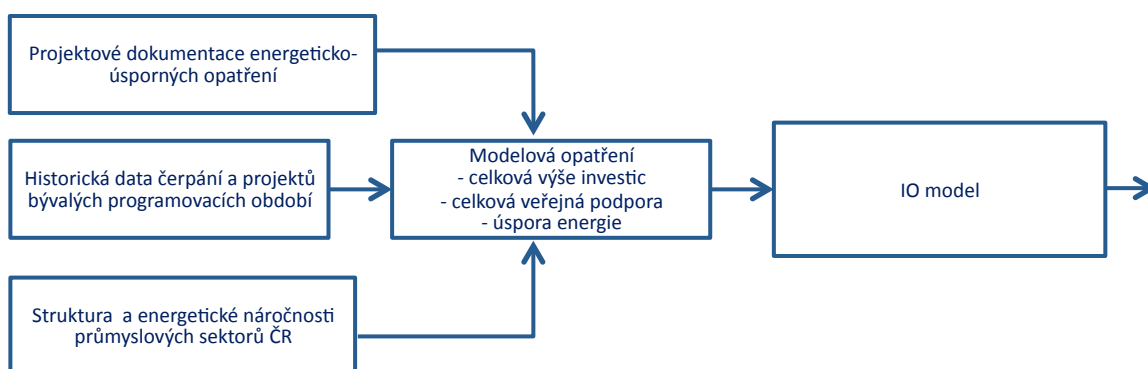 Projektové dokumentace energeticko-
úsporných opatření
Historická data čerpání a projektů
bývalých programovacích období
Modelová opatření
- celková výše investic
- celková veřejná podpora
- úspora energie
IO model
Struktura a energetické náročnosti
průmyslových sektorů ČR